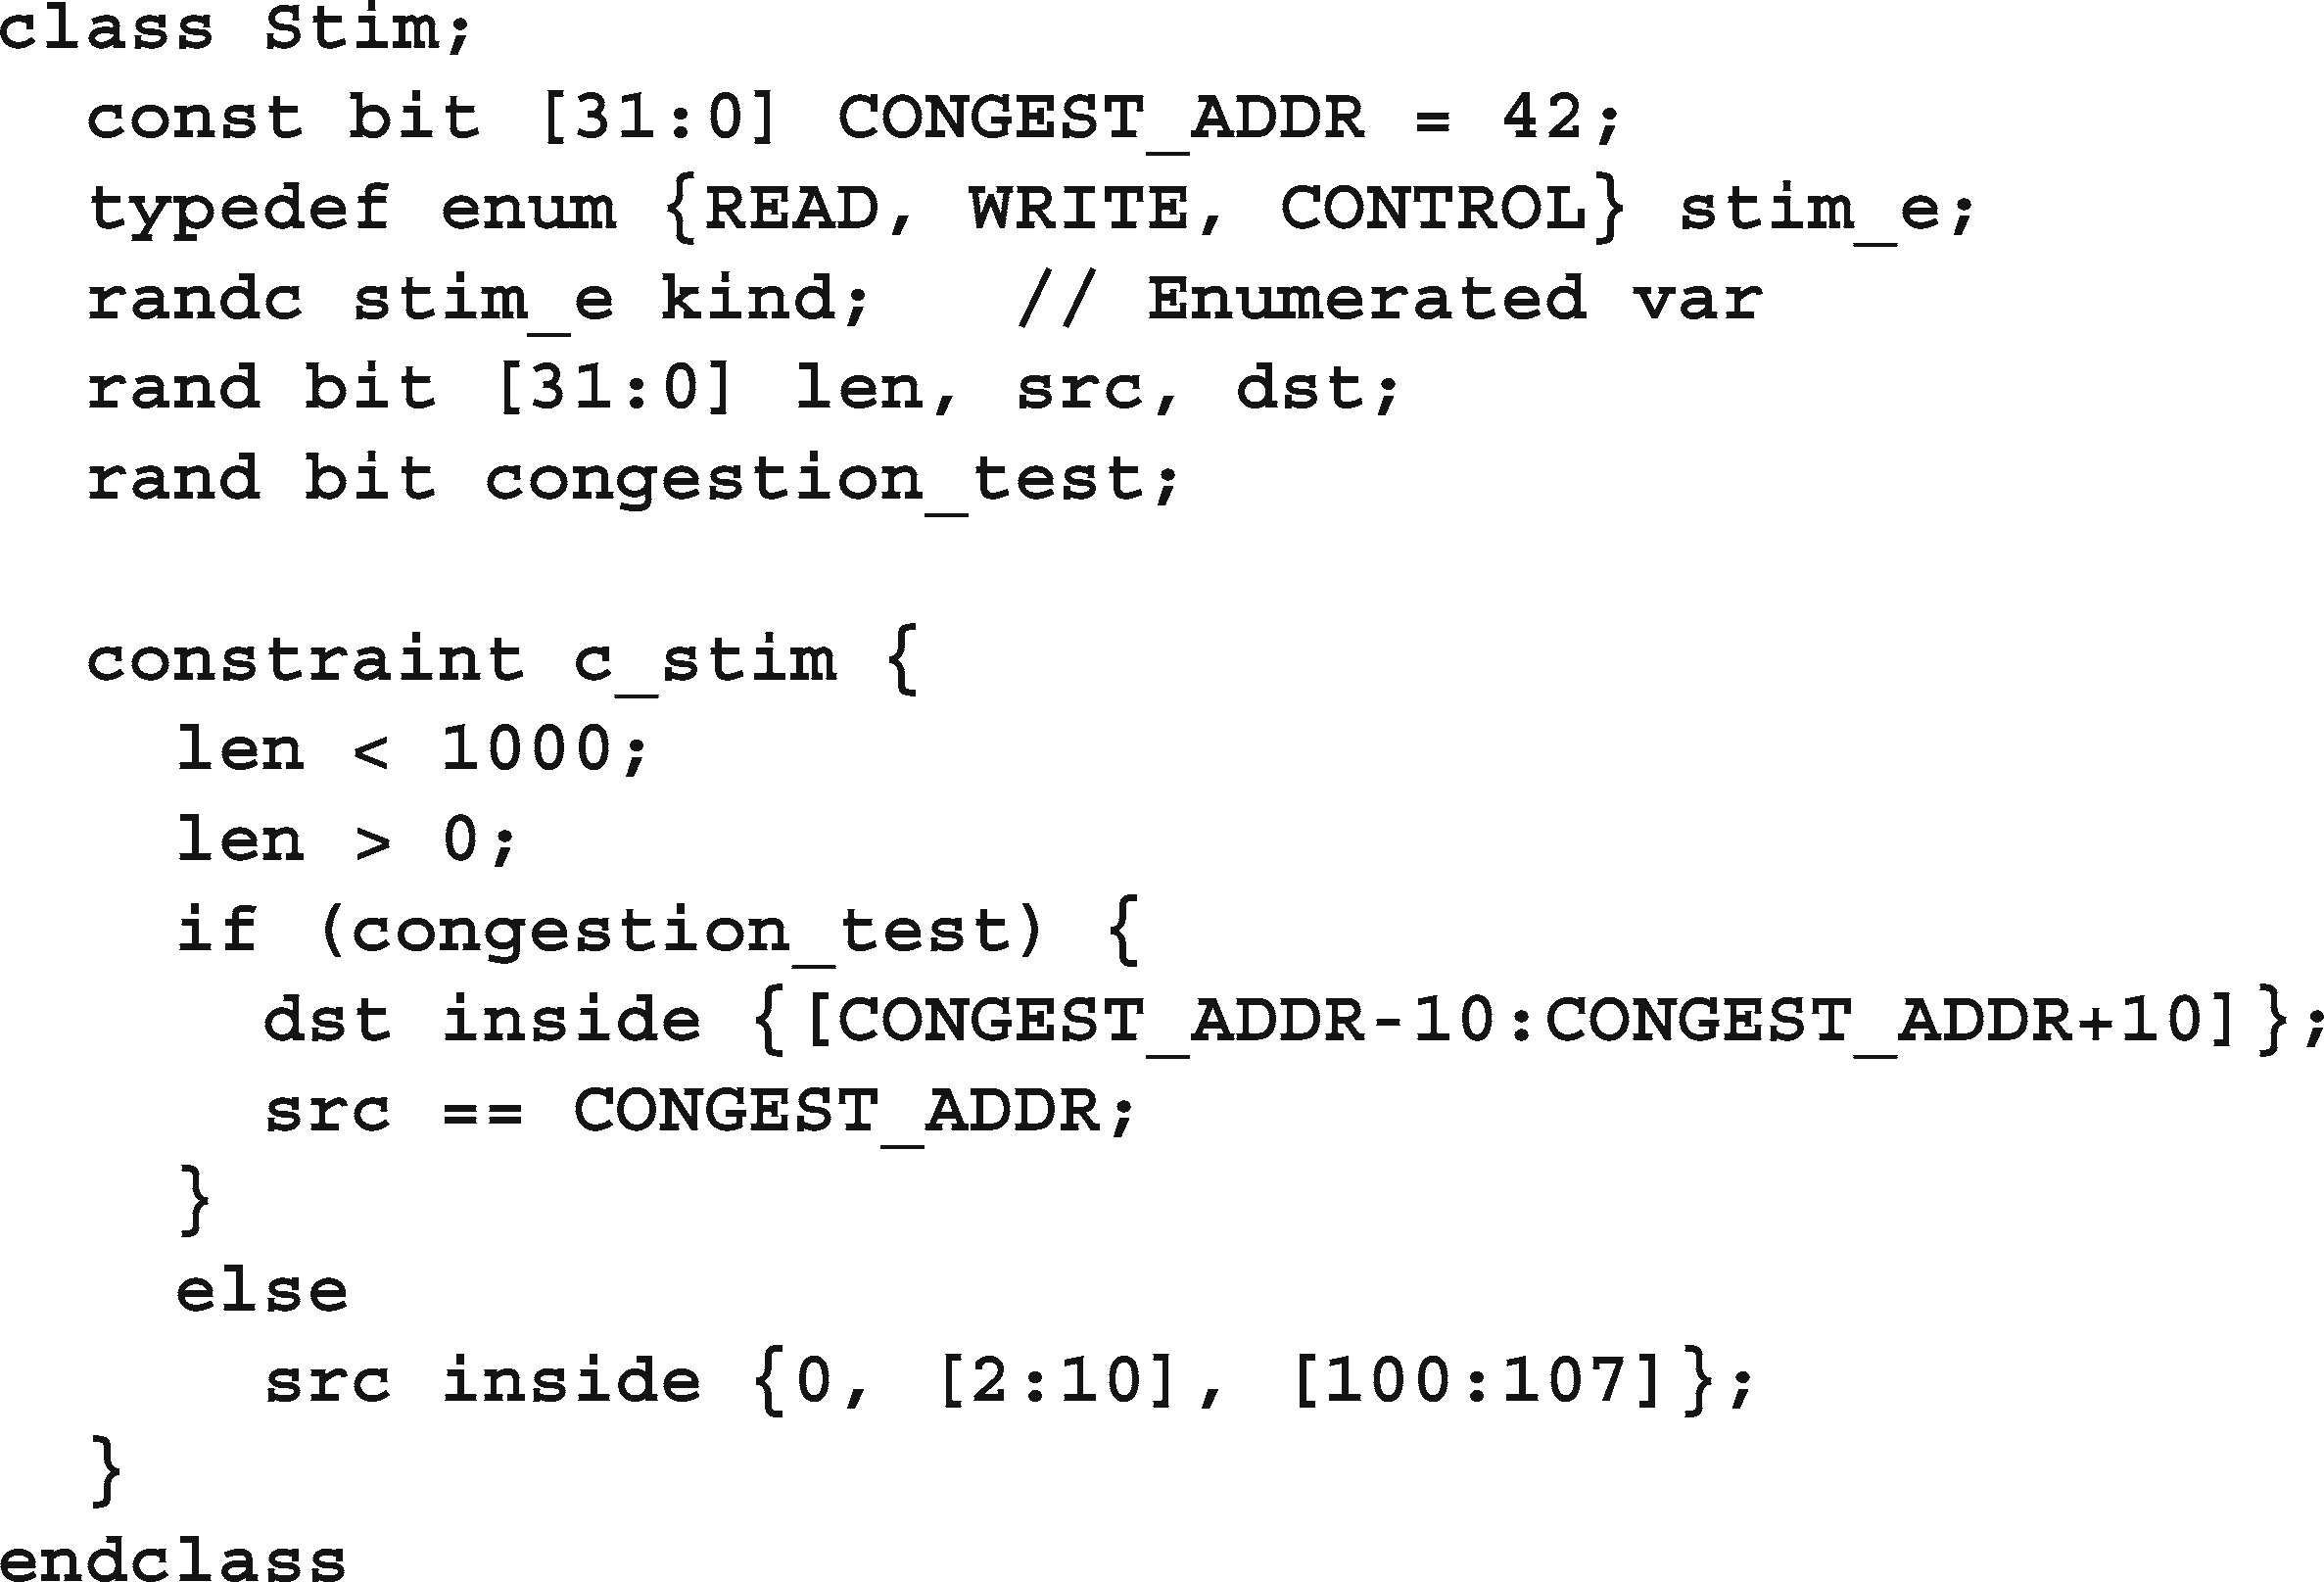 class Stim;
  const bit [31:0] CONGEST_ADDR = 42;
  typedef enum {READ, WRITE, CONTROL} stim_e;
  randc stim_e kind;   // Enumerated var
  rand bit [31:0] len, src, dst;
  rand bit congestion_test;

  constraint c_stim {
    len < 1000;
    len > 0;
    if (congestion_test) {
      dst inside {[CONGEST_ADDR-10:CONGEST_ADDR+10]};
      src == CONGEST_ADDR;
    }
    else
      src inside {0, [2:10], [100:107]};
  }
endclass